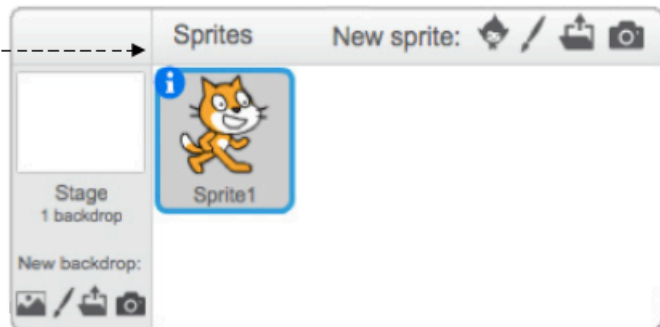 Sprites New sprite:
i
Sprite1
Stage
1 backdrop
New backdrop: